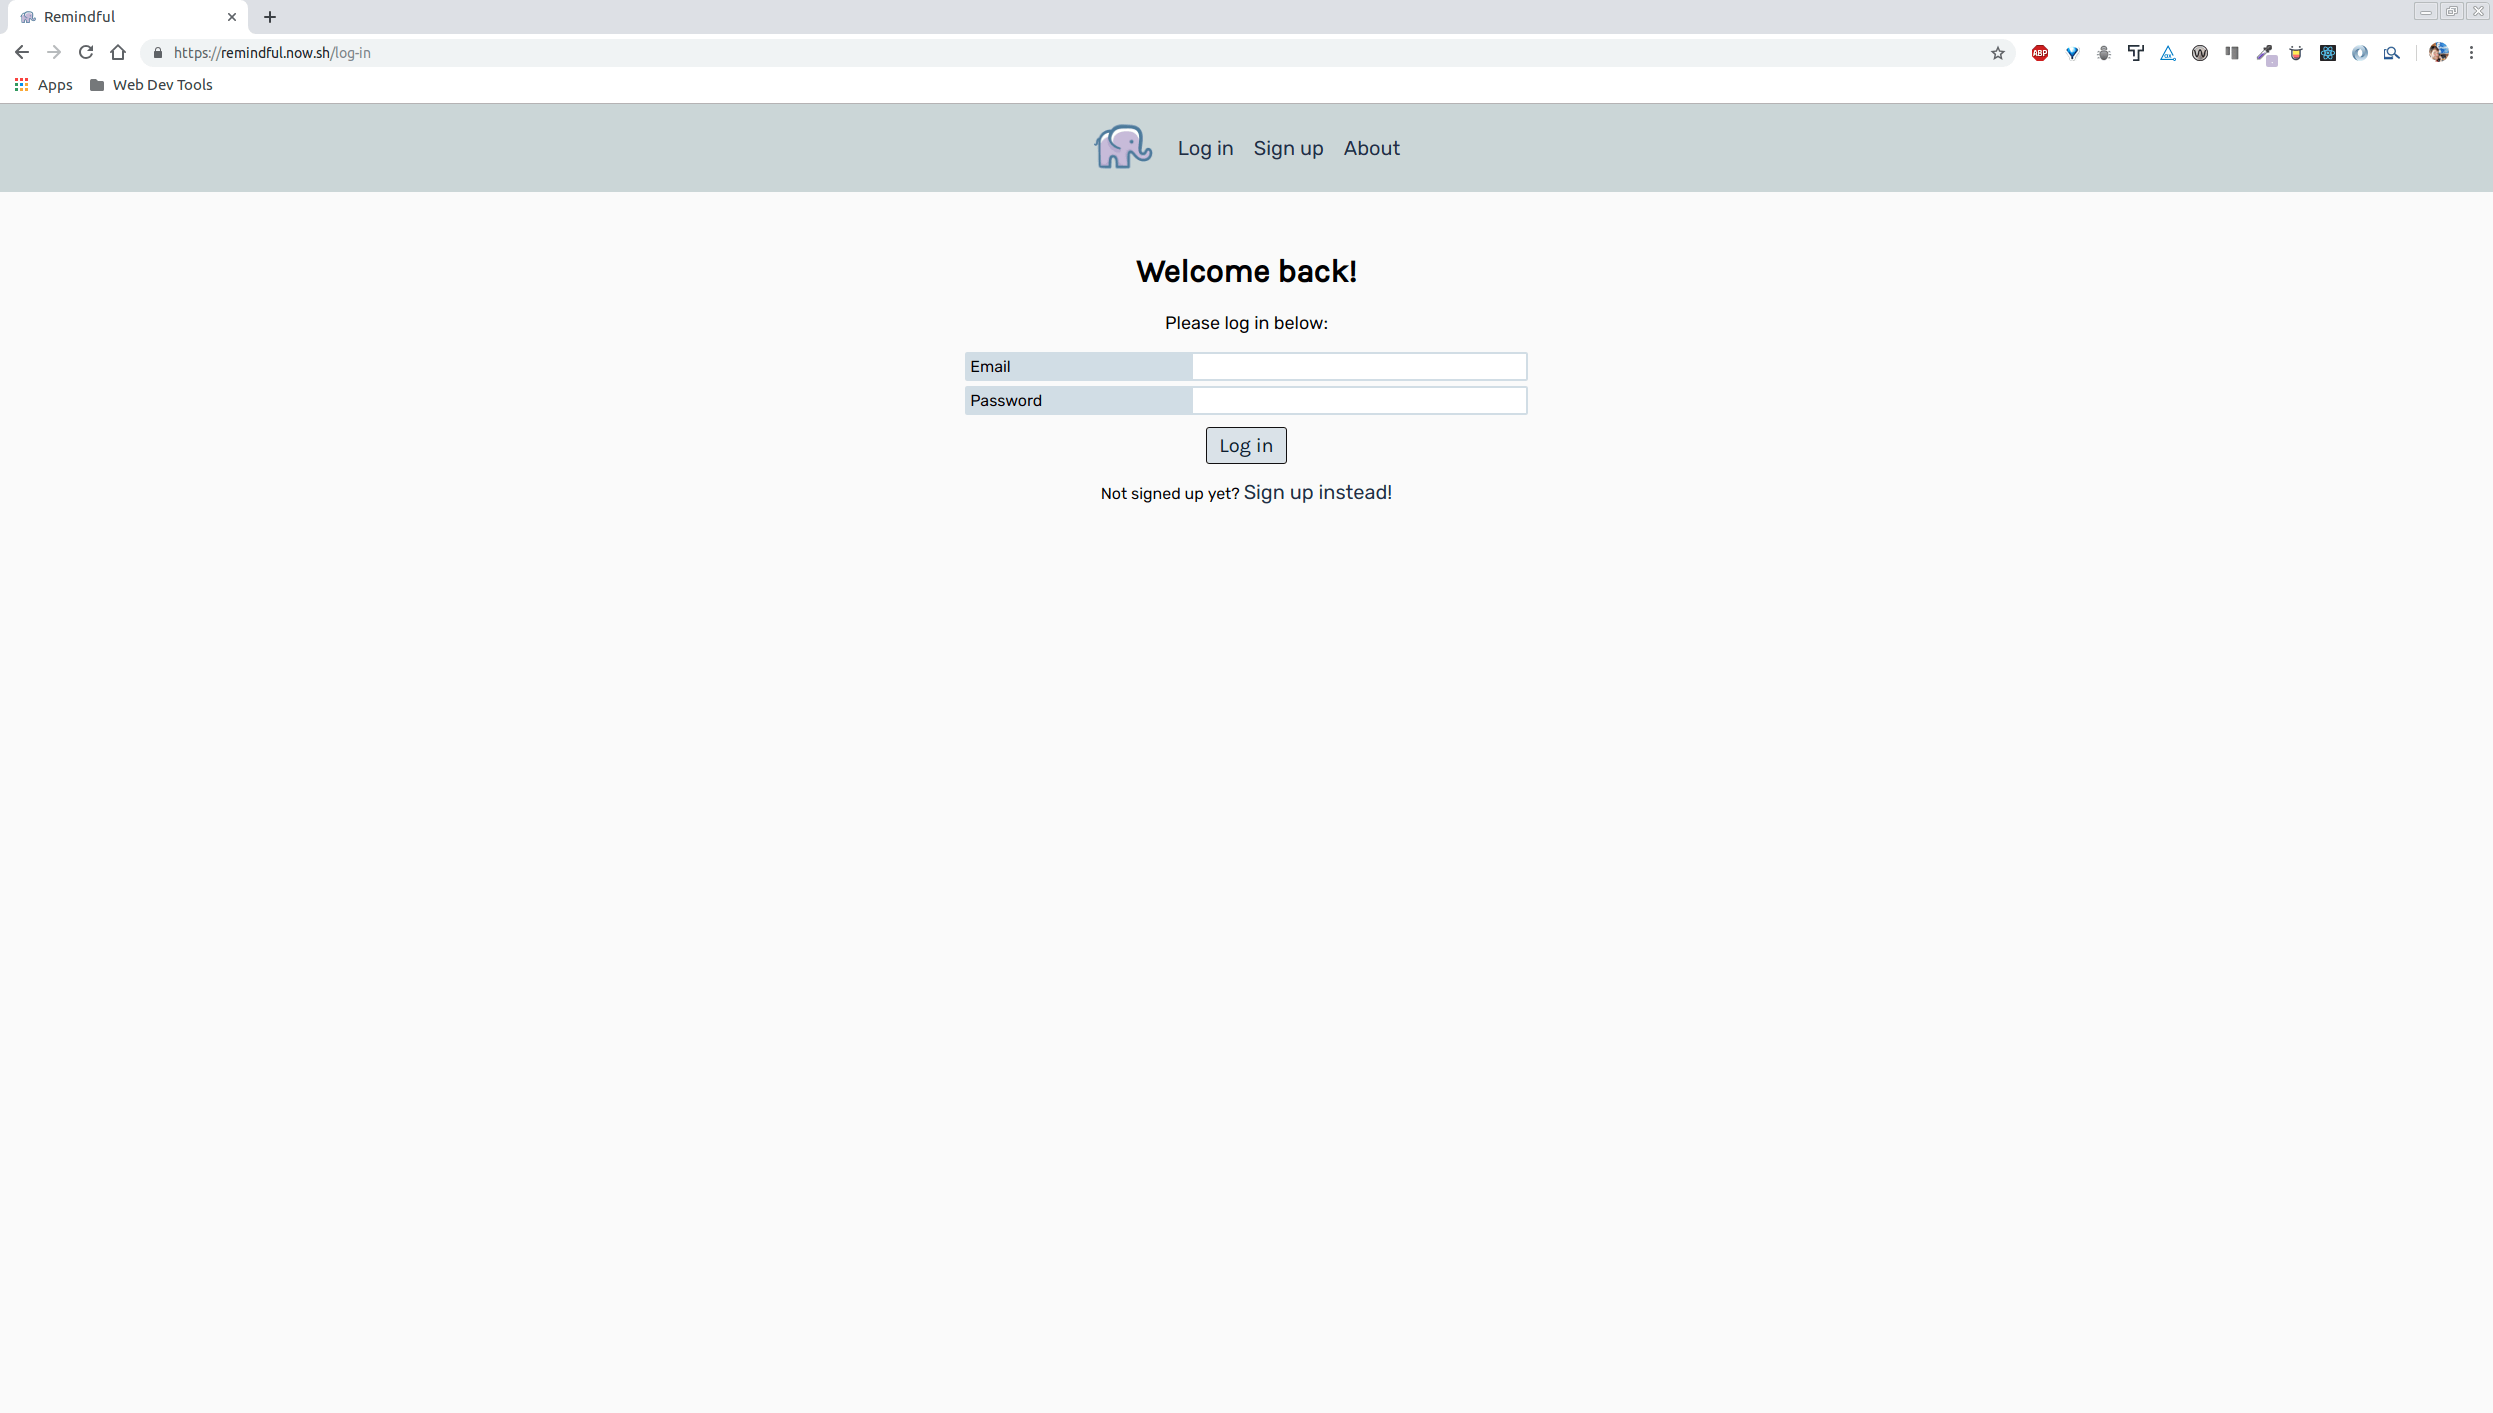 Remindful
https://remindful.now.sh/log-in
ABP
Apps Web Dev Tools
Log in Sign up About
Welcome back!
Please log in below:
Email
Password
Log in
Not signed up yet? Sign up instead!